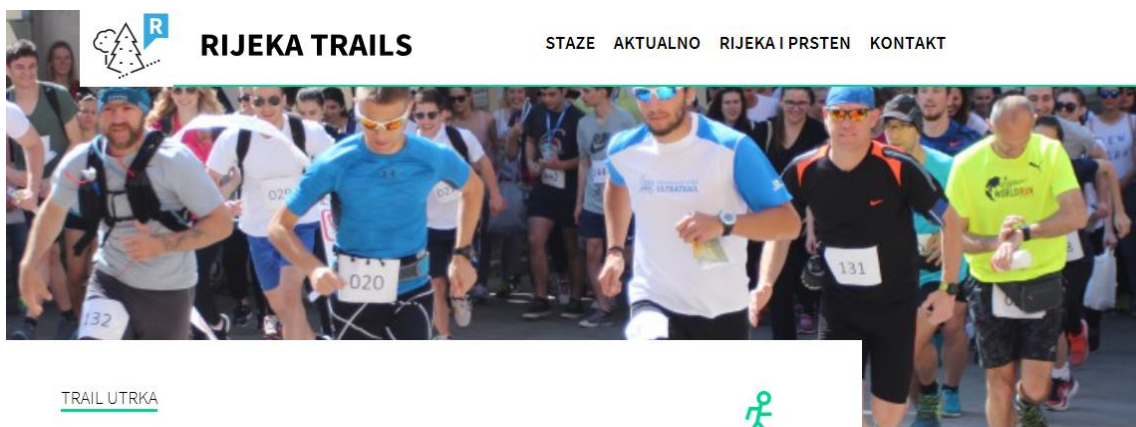 R
RIJEKA TRAILS
STAZE AKTUALNO RIJEKA I PRSTEN KONTAKT
ULTRATRAIL
WORLDRUN
020
131
132
TRAIL UTRKA